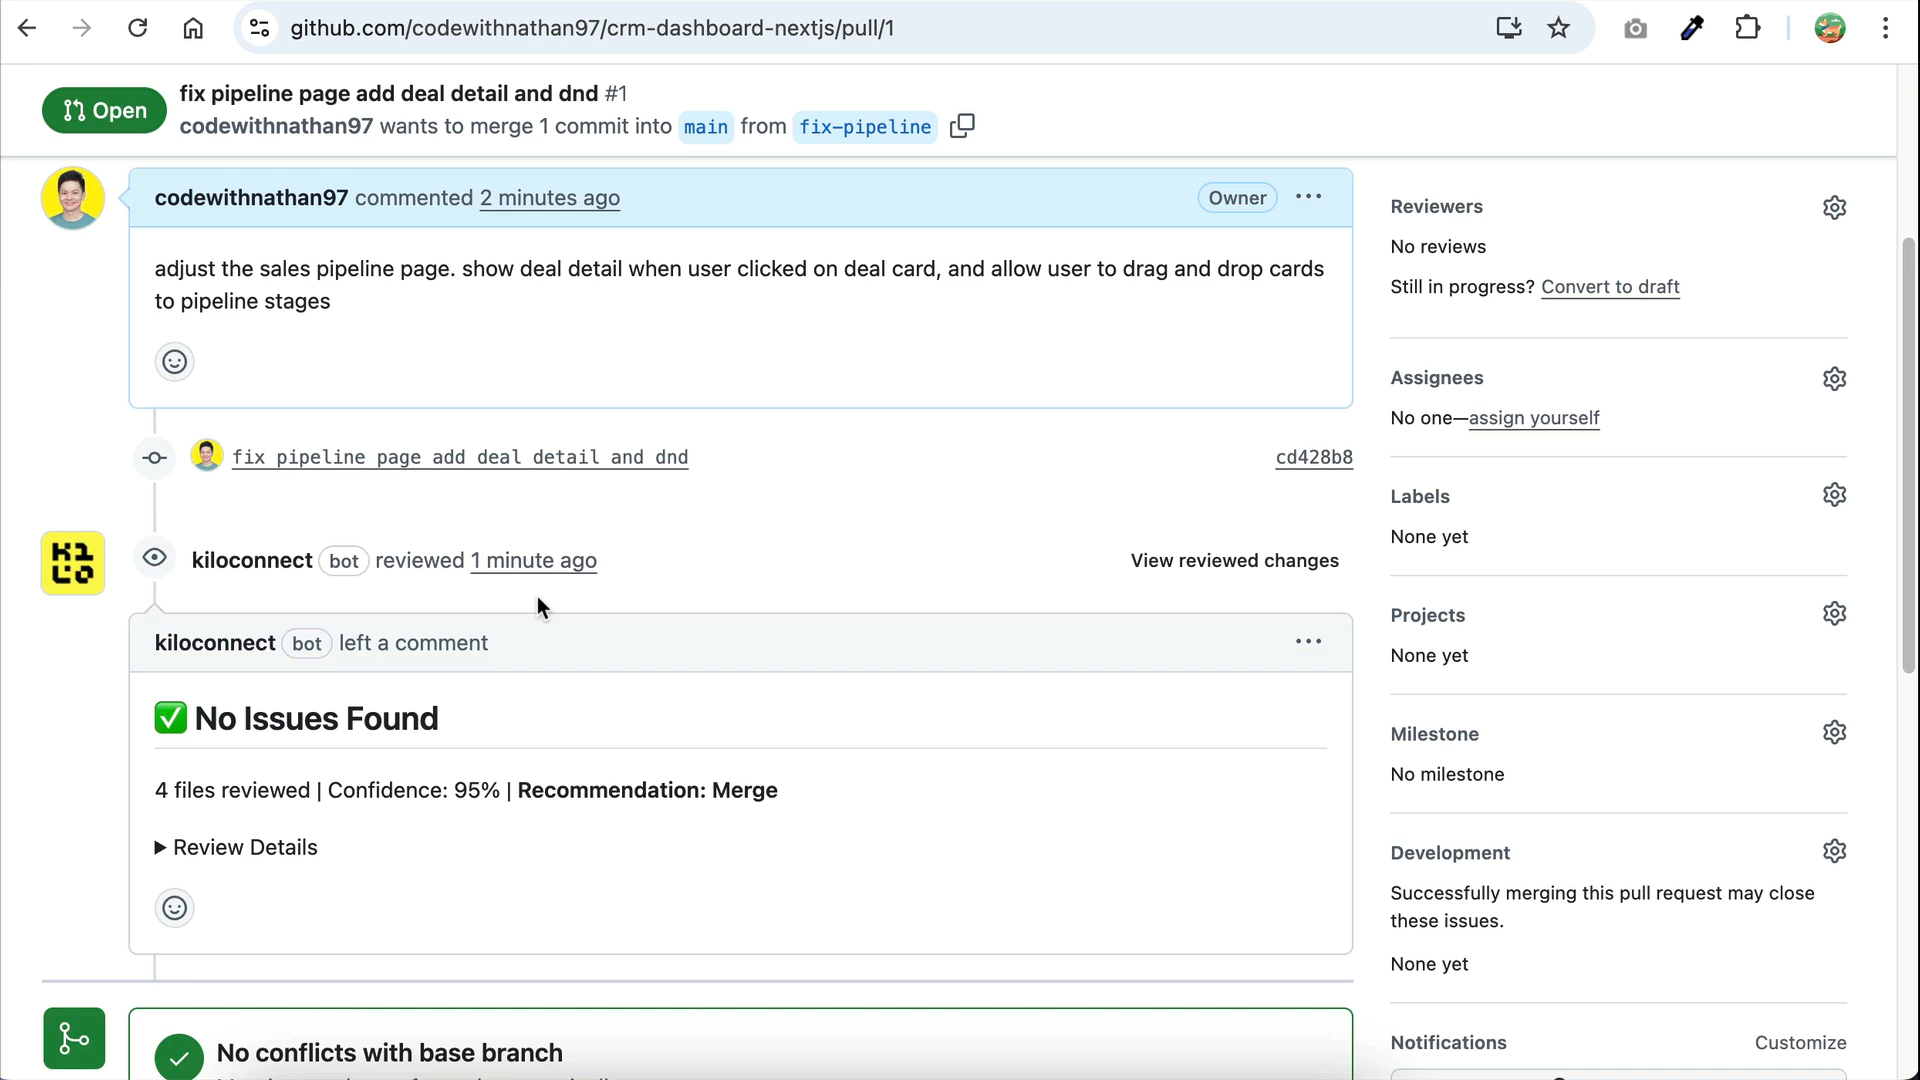 github.com/codewithnathan97/crm-dashboard-nextjs/pull/1
Open
fix pipeline page add deal detail and dnd #1
codewithnathan97 wants to merge 1 commit into main from fix-pipeline
codewithnathan97 commented 2 minutes ago
Owner
adjust the sales pipeline page. show deal detail when user clicked on deal card, and allow user to drag and drop cards
to pipeline stages
fix pipeline page add deal detail and dnd
cd428b8
KILO
kiloconnect bot reviewed 1 minute ago
View reviewed changes
kiloconnect bot left a comment
No Issues Found
4 files reviewed | Confidence: 95% | Recommendation: Merge
Review Details
No conflicts with base branch
Reviewers
No reviews
Still in progress? Convert to draft
Assignees
No one—assign yourself
Labels
None yet
Projects
None yet
Milestone
No milestone
Development
Successfully merging this pull request may close
these issues.
None yet
Notifications
Customize